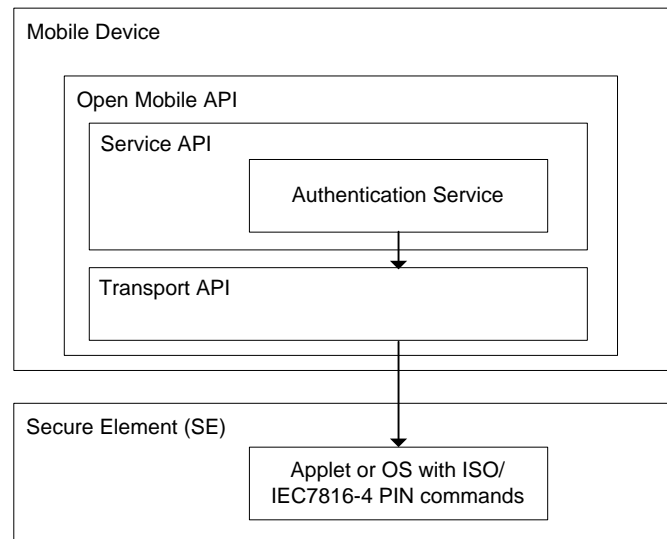 Mobile Device
Open Mobile API
Service API
Authentication Service
Transport API
Secure Element (SE)
Applet or OS with ISO/
IEC7816-4 PIN commands